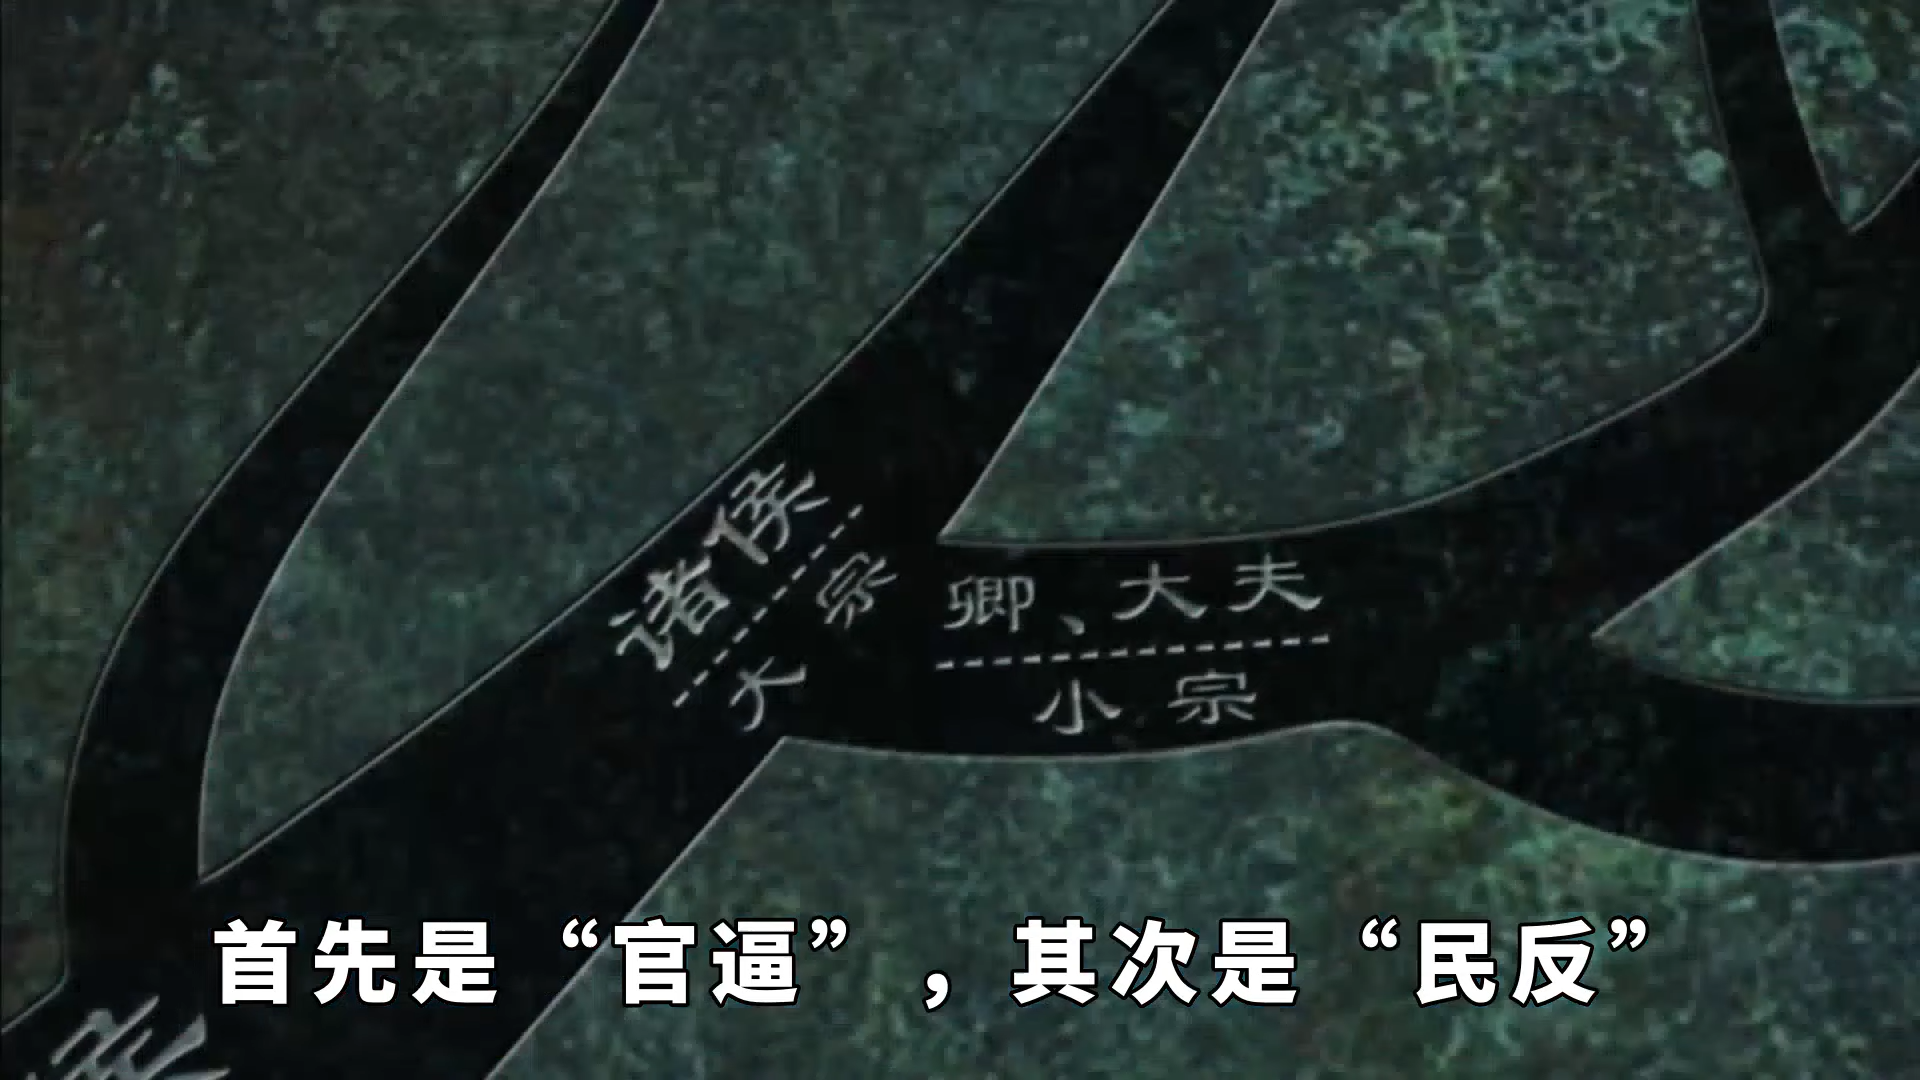 诸侯
大宗
卿、大夫
小宗
侯
首先是“官逼”，其次是“民反”